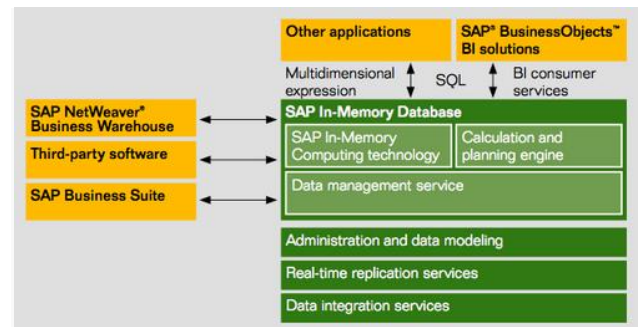 Other applications
SAP® BusinessObjects™
BI solutions
Multidimensional
expression
SQL
BI consumer
services
SAP NetWeaver®
Business Warehouse
Third-party software
SAP Business Suite
SAP In-Memory Database
SAP In-Memory
Computing technology
Calculation and
planning engine
Data management service
Administration and data modeling
Real-time replication services
Data integration services